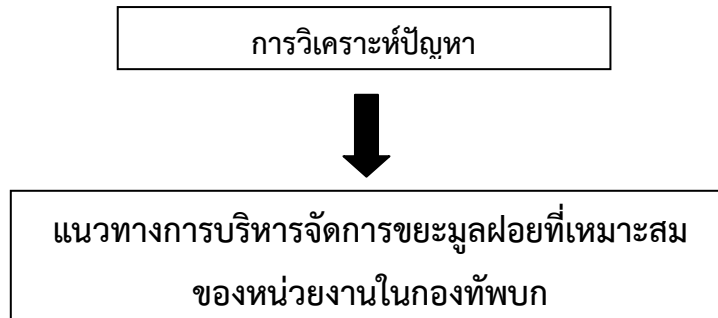 การวิเคราะห์ปัญหา
แนวทางการบริหารจัดการขยะมูลฝอยที่เหมาะสม
ของหน่วยงานในกองทัพบก